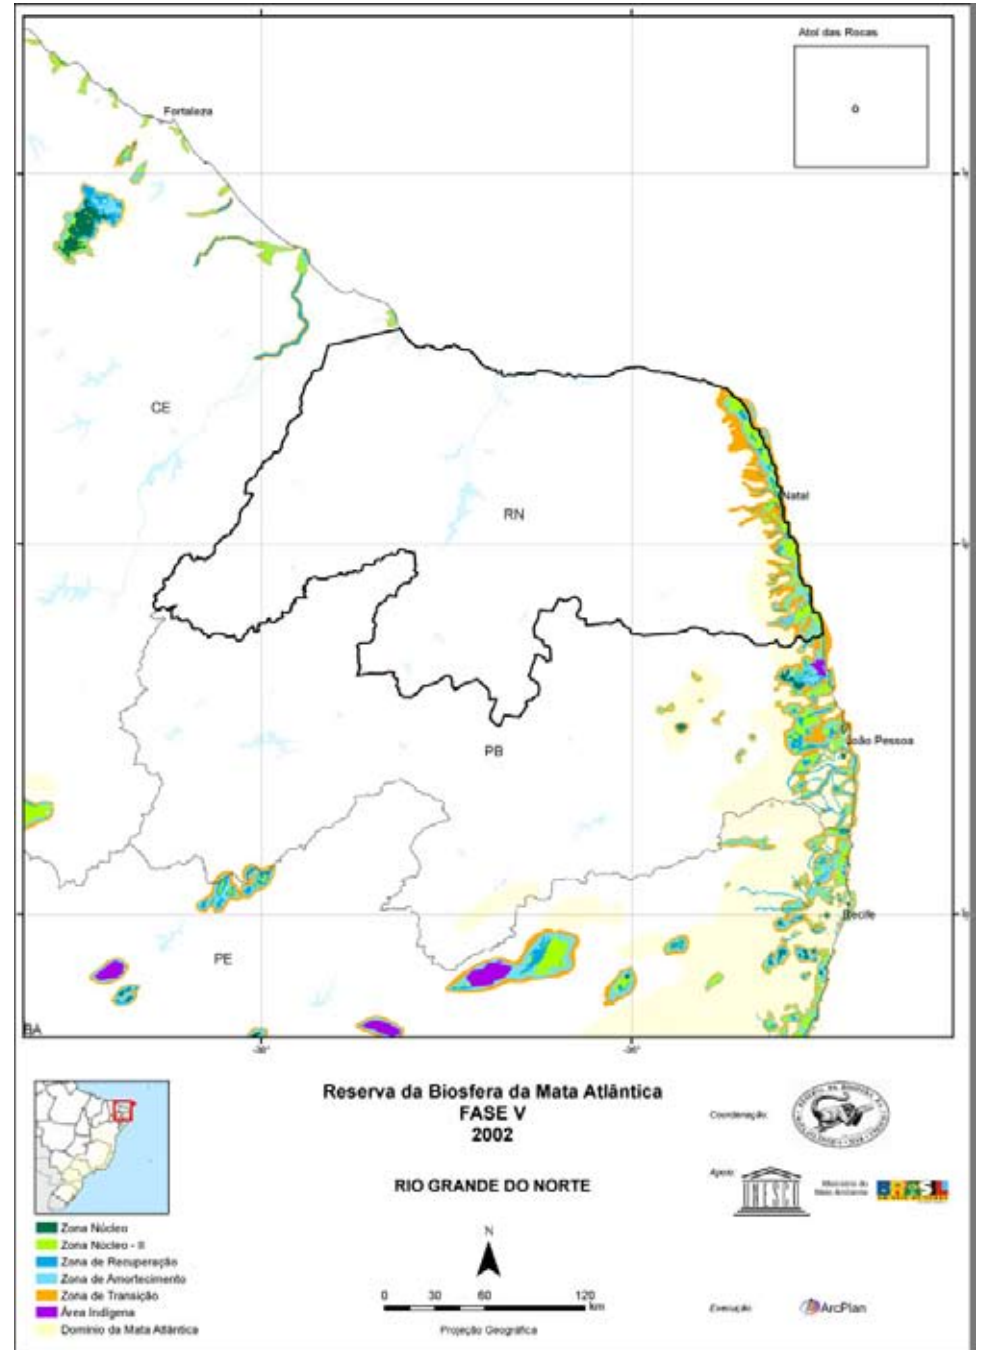 Atol das Rocas
Fortaleza
CE
RN
Natal
PB
João Pessoa
Recife
PE
BA
-36°
Reserva da Biosfera da Mata Atlântica
FASE V
2002
RIO GRANDE DO NORTE
N
0 30 60 120
km
Projeção Geográfica
Coordenação:
Apoio:
UNESCO
Ministério do
Meio Ambiente
BRASIL
Execução:
ArcPlan
Zona Núcleo
Zona Núcleo - II
Zona de Recuperação
Zona de Amortecimento
Zona de Transição
Área Indígena
Domínio da Mata Atlântica